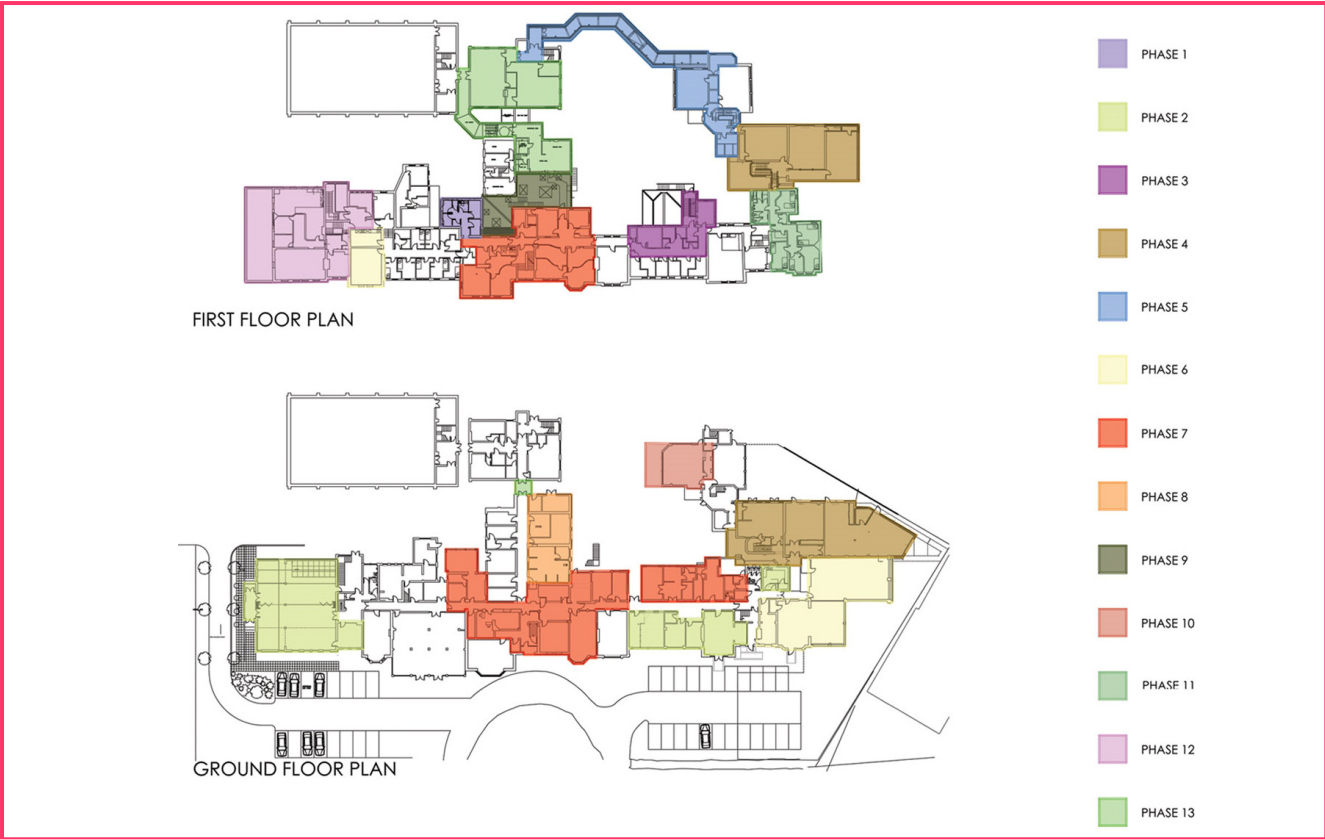 FIRST FLOOR PLAN
GROUND FLOOR PLAN
PHASE 1
PHASE 2
PHASE 3
PHASE 4
PHASE 5
PHASE 6
PHASE 7
PHASE 8
PHASE 9
PHASE 10
PHASE 11
PHASE 12
PHASE 13